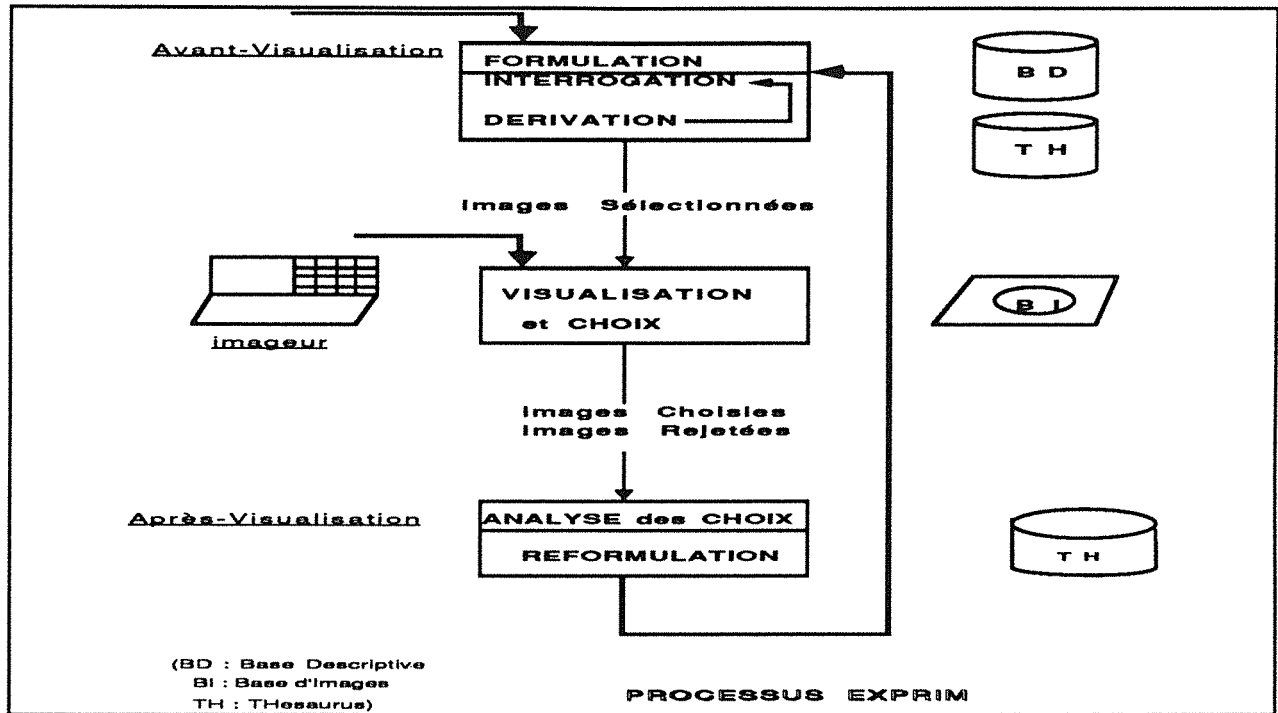 Avant-Visualisation
FORMULATION
INTERROGATION
DERIVATION
B D
T H
Images Sélectionnées
VISUALISATION
et CHOIX
imageur
B I
Images Choisies
Images Rejetées
Après-Visualisation
ANALYSE des CHOIX
REFORMULATION
T H
(BD : Base Descriptive
BI : Base d'Images
TH : THesaurus)
PROCESSUS EXPRIM